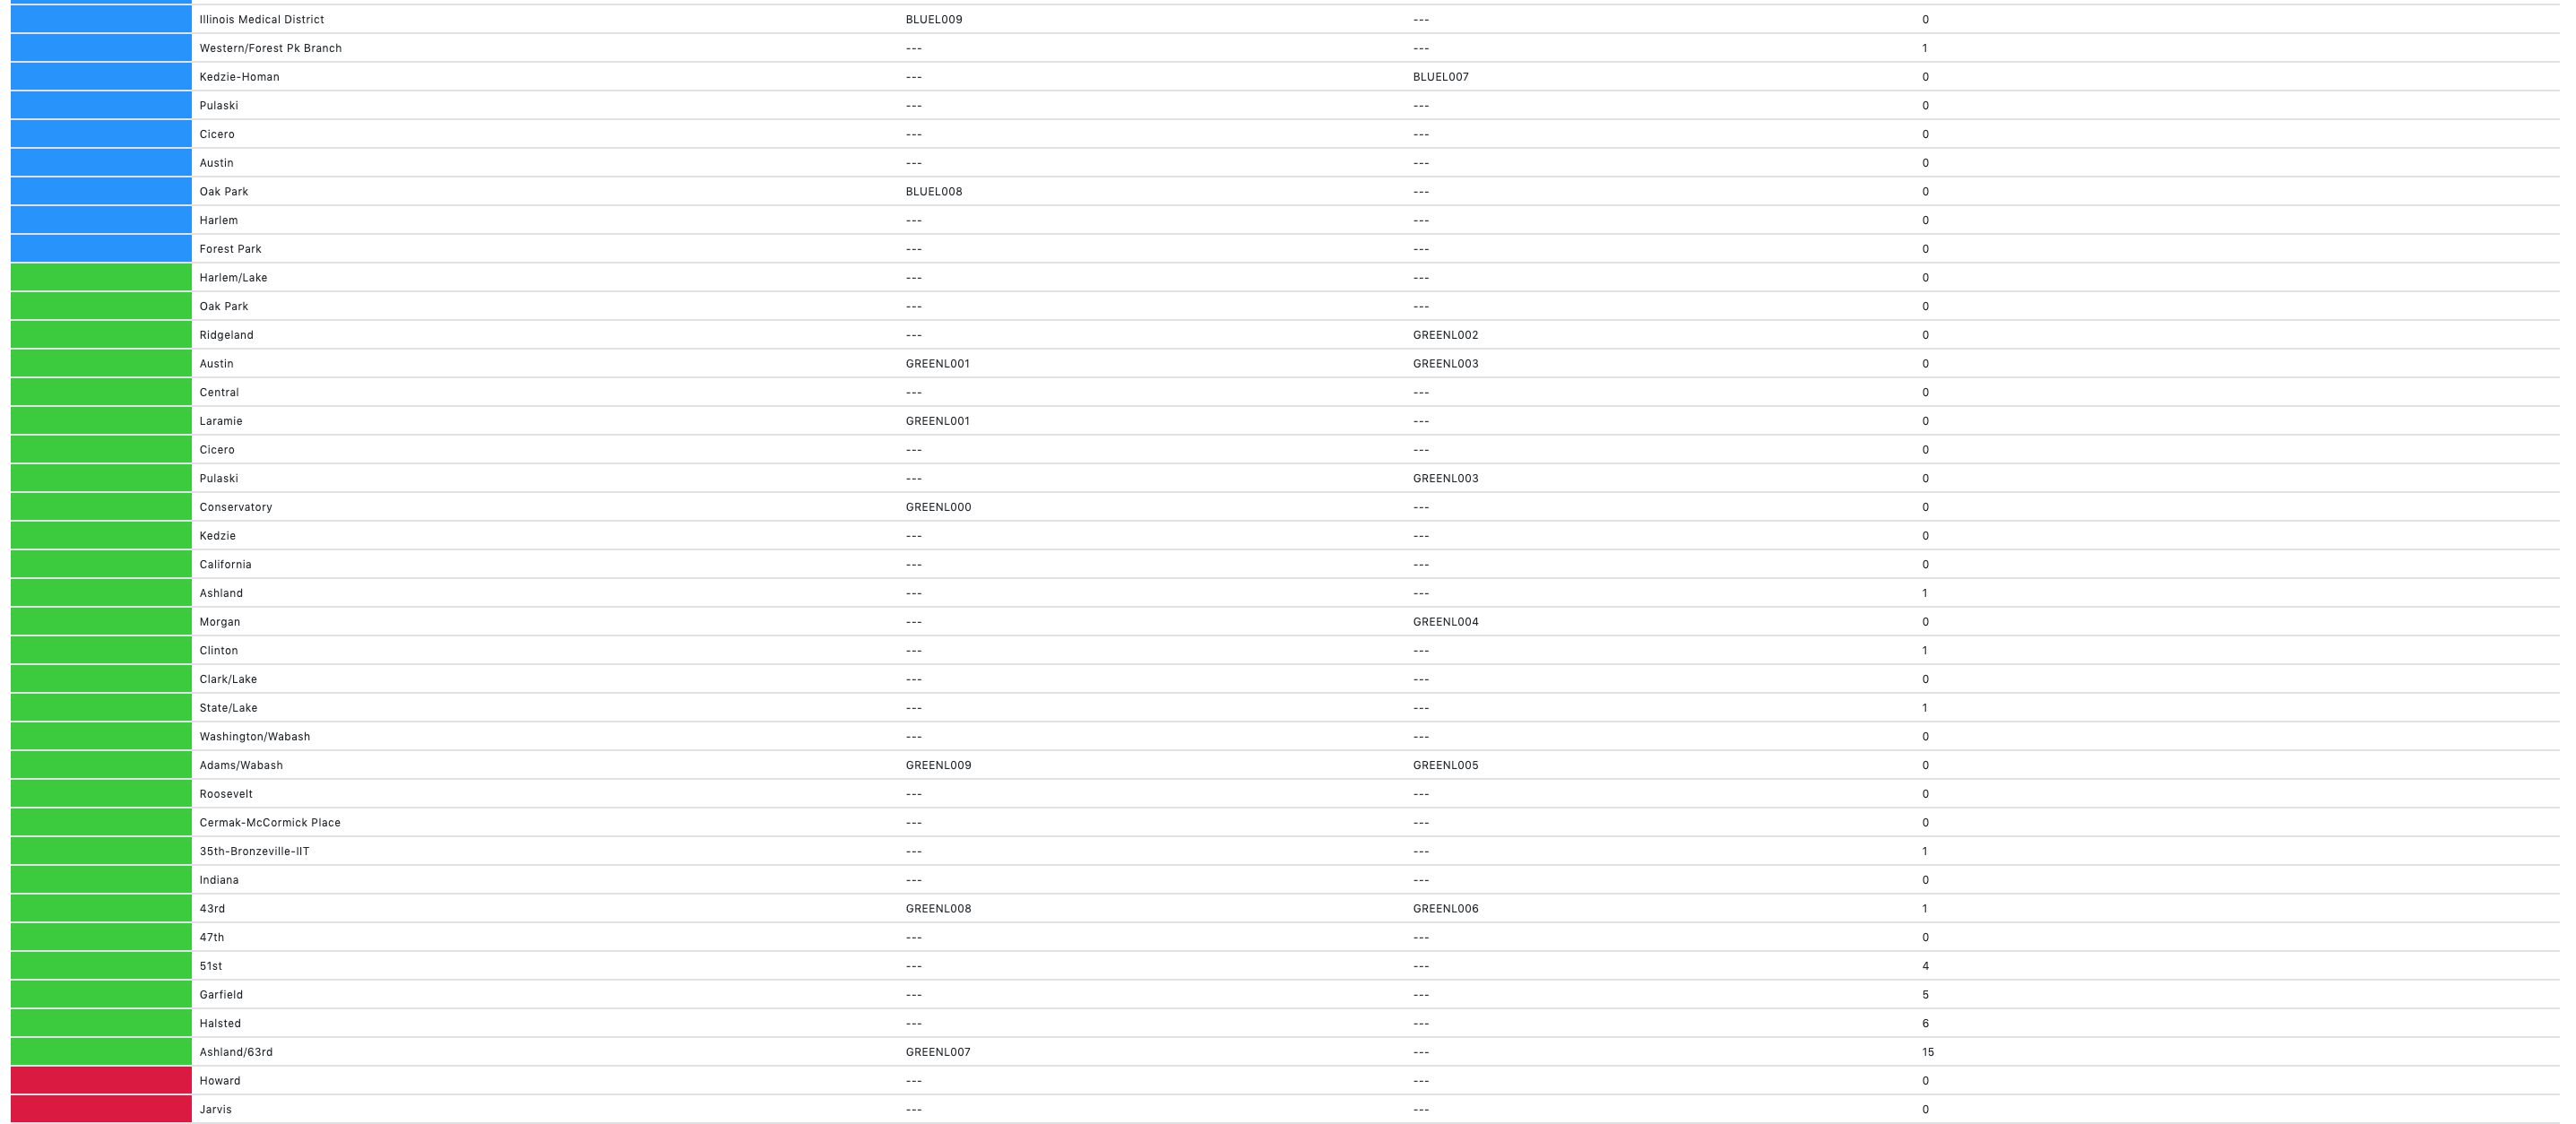 Illinois Medical District BLUEL009 --- 0
Western/Forest Pk Branch --- --- 1
Kedzie-Homan --- BLUEL007 0
Pulaski --- --- 0
Cicero --- --- 0
Austin --- --- 0
Oak Park BLUEL008 --- 0
Harlem --- --- 0
Forest Park --- --- 0
Harlem/Lake --- --- 0
Oak Park --- --- 0
Ridgeland --- GREENL002 0
Austin GREENL001 GREENL003 0
Central --- --- 0
Laramie GREENL001 --- 0
Cicero --- --- 0
Pulaski --- GREENL003 0
Conservatory GREENL000 --- 0
Kedzie --- --- 0
California --- --- 0
Ashland --- --- 1
Morgan --- GREENL004 0
Clinton --- --- 1
Clark/Lake --- --- 0
State/Lake --- --- 1
Washington/Wabash --- --- 0
Adams/Wabash GREENL009 GREENL005 0
Roosevelt --- --- 0
Cermak-McCormick Place --- --- 0
35th-Bronzeville-IIT --- --- 1
Indiana --- --- 0
43rd GREENL008 GREENL006 1
47th --- --- 0
51st --- --- 4
Garfield --- --- 5
Halsted --- --- 6
Ashland/63rd GREENL007 --- 15
Howard --- --- 0
Jarvis --- --- 0